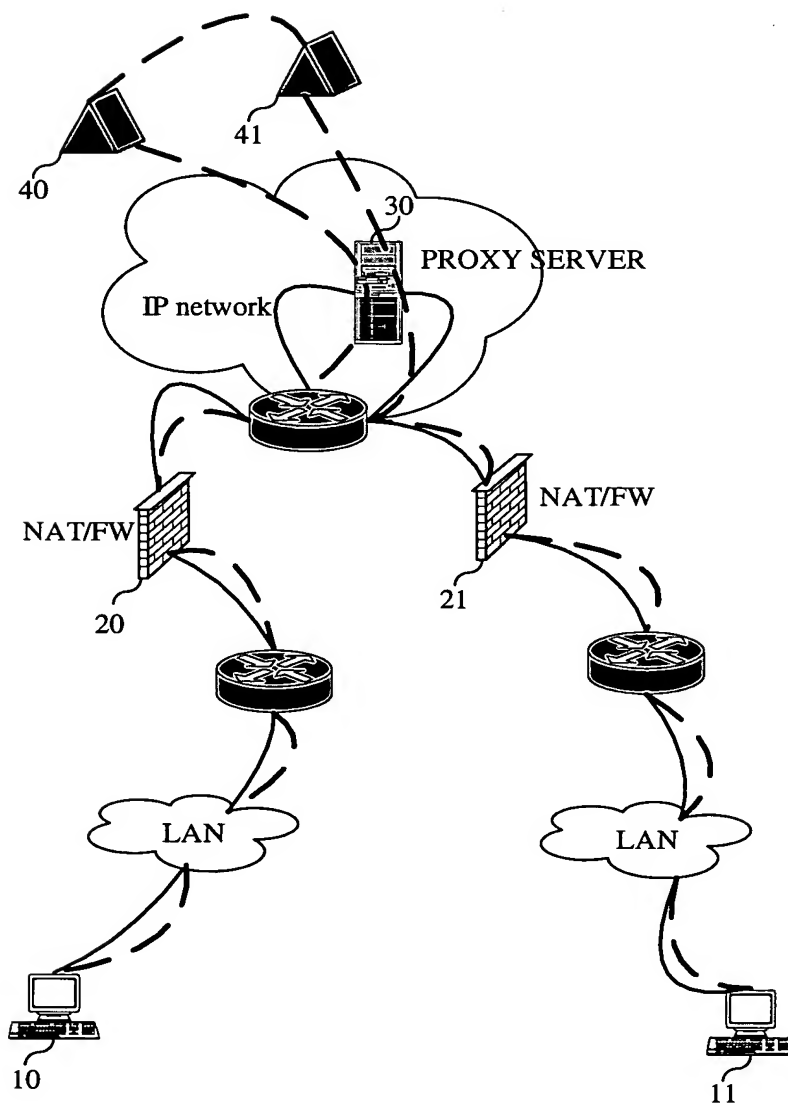 41
40
30
PROXY SERVER
IP network
NAT/FW
NAT/FW
20
21
LAN
LAN
10
11